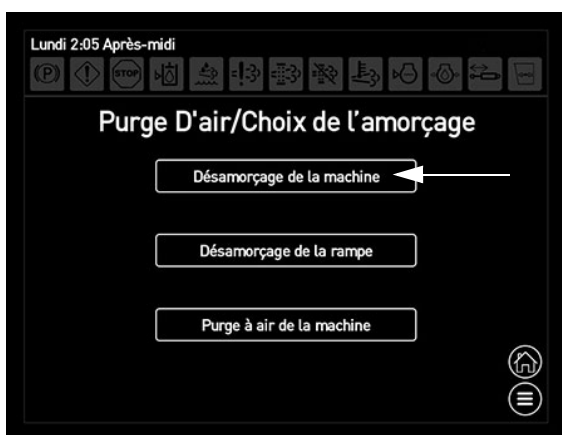 Lundi 2:05 Après-midi
(P) STOP
Purge D'air/Choix de l'amorçage
Désamorçage de la machine
Désamorçage de la rampe
Purge à air de la machine